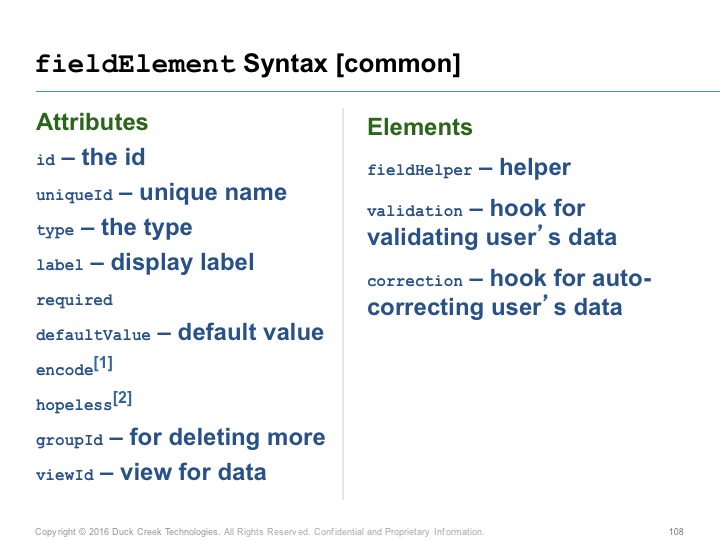 fieldElement Syntax [common]
Attributes
id – the id
uniqueId – unique name
type – the type
label – display label
required
defaultValue – default value
encode[1]
hopeless[2]
groupId – for deleting more
viewId – view for data
Elements
fieldHelper – helper
validation – hook for
validating user’s data
correction – hook for auto-
correcting user’s data
Copyright © 2016 Duck Creek Technologies. All Rights Reserved. Confidential and Proprietary Information.
108